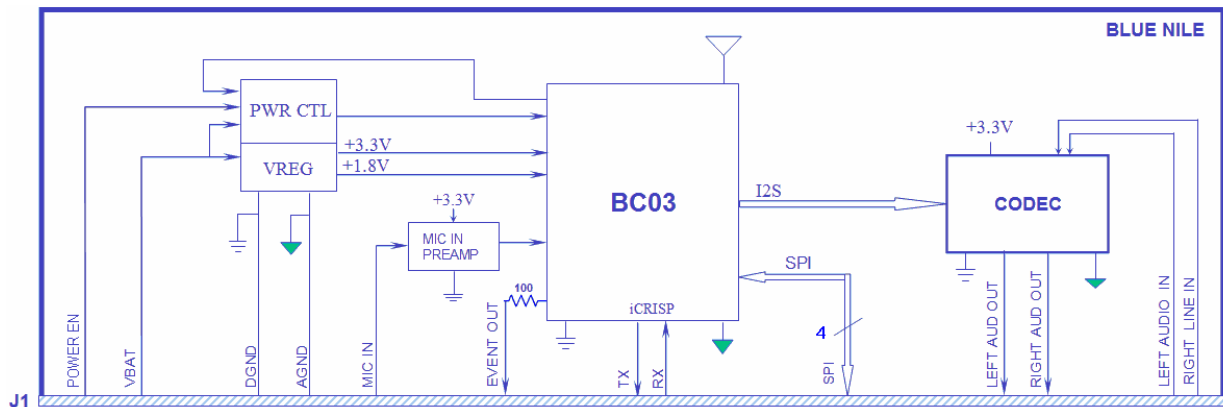 BLUE NILE
PWR CTL
+3.3V
VREG
+1.8V
+3.3V
MIC IN
PREAMP
BC03
I2S
+3.3V
CODEC
SPI
100
iCRISP
4
POWER EN
VBAT
DGND
AGND
MIC IN
EVENT OUT
TX
RX
SPI
LEFT AUD OUT
RIGHT AUD OUT
LEFT AUDIO IN
RIGHT LINE IN
J1